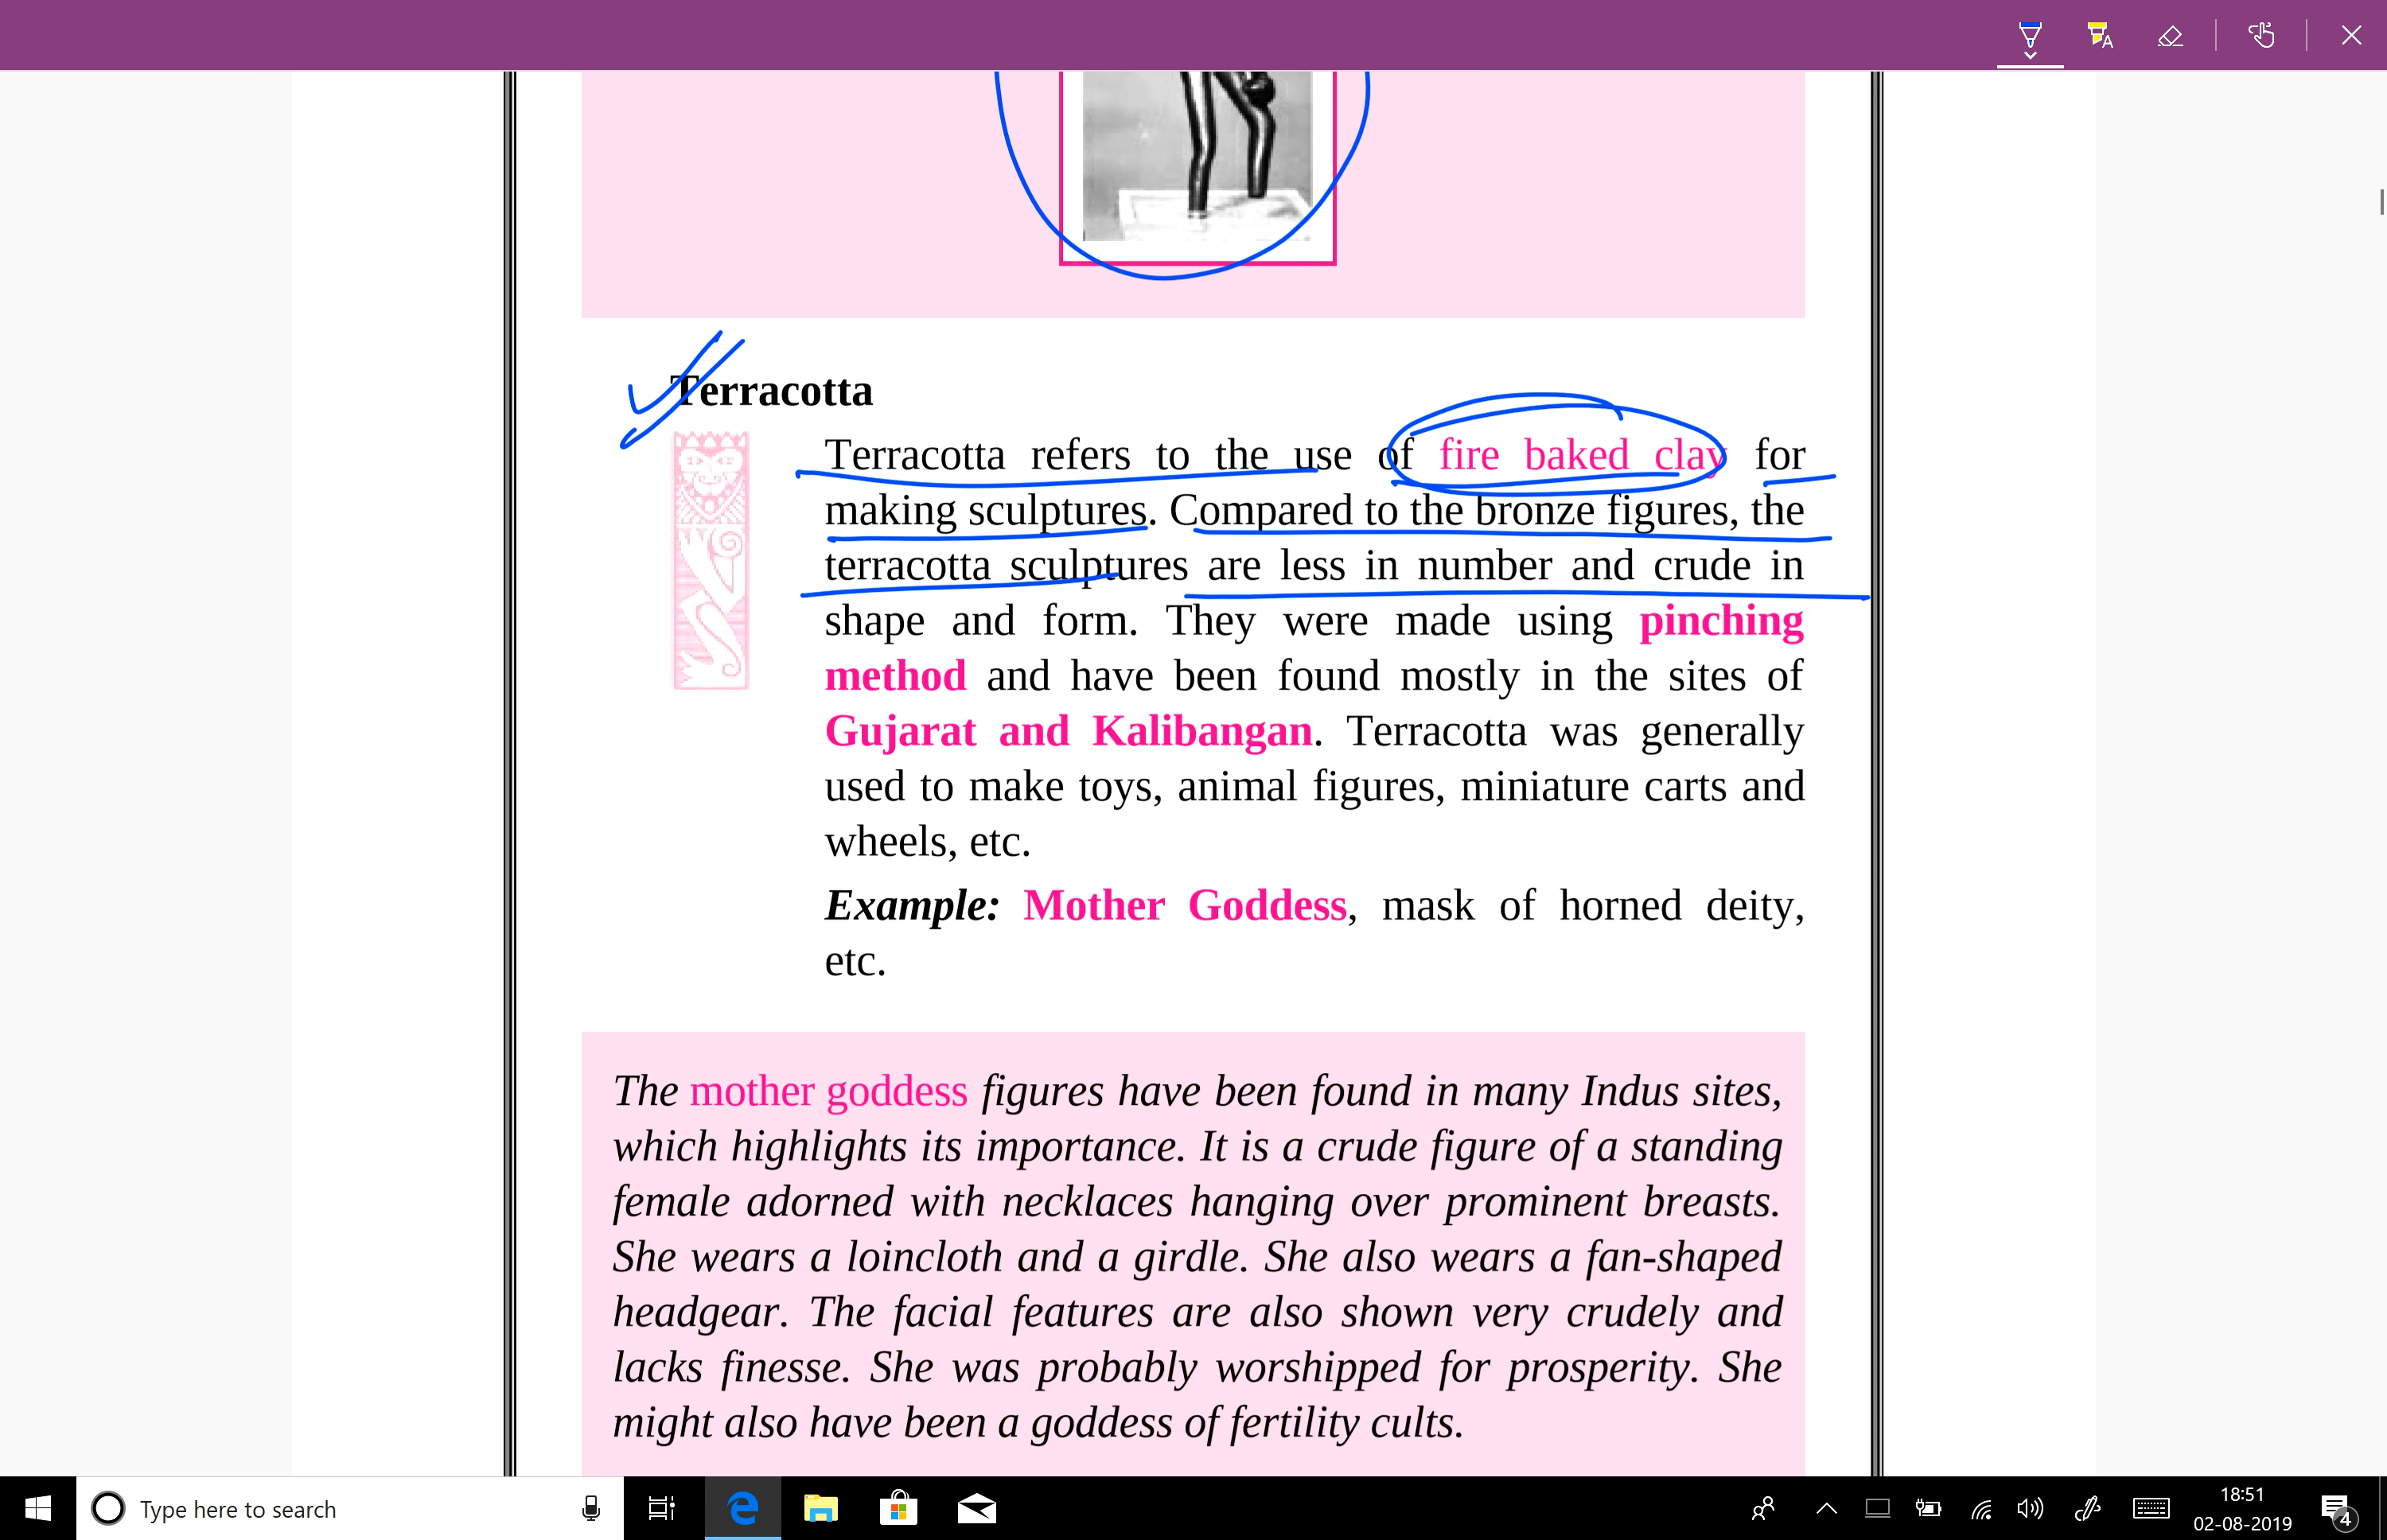 Terracotta
Terracotta refers to the use of fire baked clay for
making sculptures. Compared to the bronze figures, the
terracotta sculptures are less in number and crude in
shape and form. They were made using pinching
method and have been found mostly in the sites of
Gujarat and Kalibangan. Terracotta was generally
used to make toys, animal figures, miniature carts and
wheels, etc.
Example: Mother Goddess, mask of horned deity,
etc.
The mother goddess figures have been found in many Indus sites,
which highlights its importance. It is a crude figure of a standing
female adorned with necklaces hanging over prominent breasts.
She wears a loincloth and a girdle. She also wears a fan-shaped
headgear. The facial features are also shown very crudely and
lacks finesse. She was probably worshipped for prosperity. She
might also have been a goddess of fertility cults.
Type here to search
18:51
02-08-2019
4